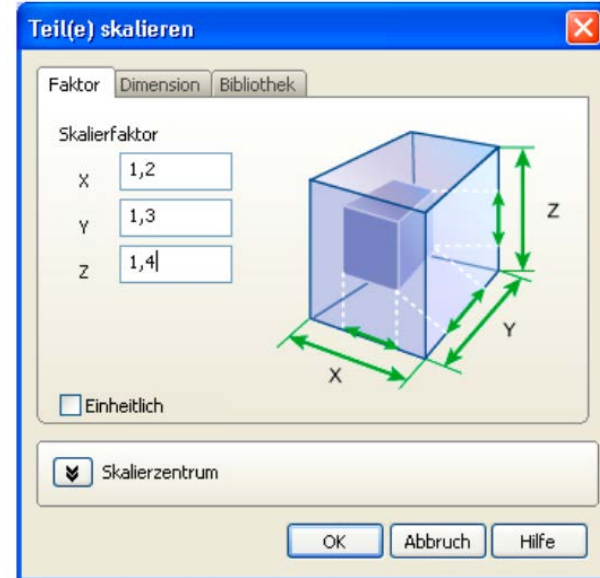 Teil(e) skalieren
Faktor Dimension Bibliothek
Skalierfaktor
X 1,2
Y 1,3
Z 1,4
Z
Y
X
Einheitlich
Skalierzentrum
OK Abbruch Hilfe